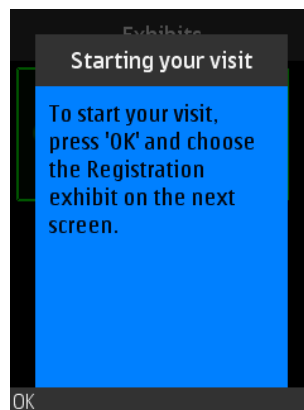 Exhibits
Starting your visit
To start your visit,
press 'OK' and choose
the Registration
exhibit on the next
screen.
OK